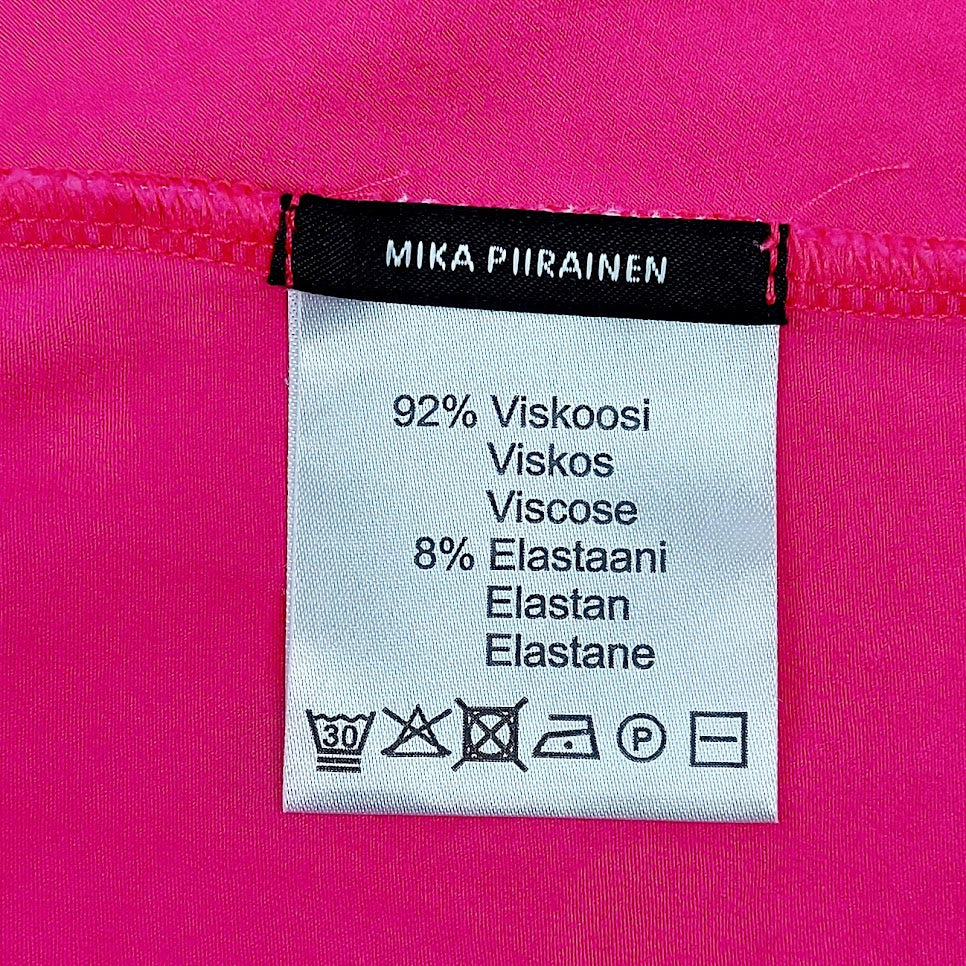 MIKA PIIRAINEN
92% Viskoosi
Viskos
Viscose
8% Elastaani
Elastan
Elastane
30 P